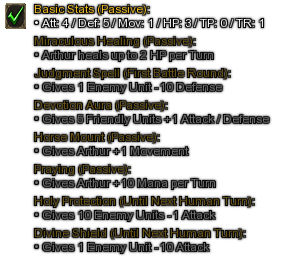 Basic Stats (Passive):
• Att: 4 / Def: 5 / Mov: 1 / HP: 3 / TP: 0 / TR: 1
Miraculous Healing (Passive):
• Arthur heals up to 2 HP per Turn
Judgment Spell (First Battle Round):
• Gives 1 Enemy Unit -10 Defense
Devotion Aura (Passive):
• Gives 5 Friendly Units +1 Attack / Defense
Horse Mount (Passive):
• Gives Arthur +1 Movement
Praying (Passive):
• Gives Arthur +10 Mana per Turn
Holy Protection (Until Next Human Turn):
• Gives 10 Enemy Units -1 Attack
Divine Shield (Until Next Human Turn):
• Gives 1 Enemy Unit -10 Attack